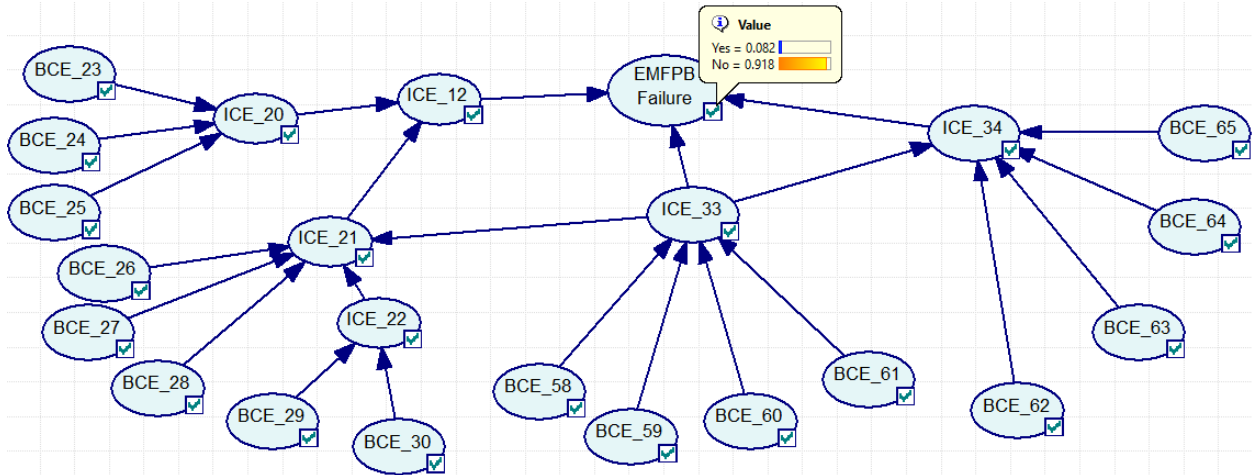 Value
Yes = 0.082
No = 0.918
BCE_23
ICE_12
EMFPB
Failure
ICE_20
ICE_34
BCE_65
BCE_24
BCE_25
ICE_33
BCE_64
ICE_21
BCE_26
BCE_27
ICE_22
BCE_63
BCE_28
BCE_58
BCE_61
BCE_29
BCE_59
BCE_60
BCE_62
BCE_30